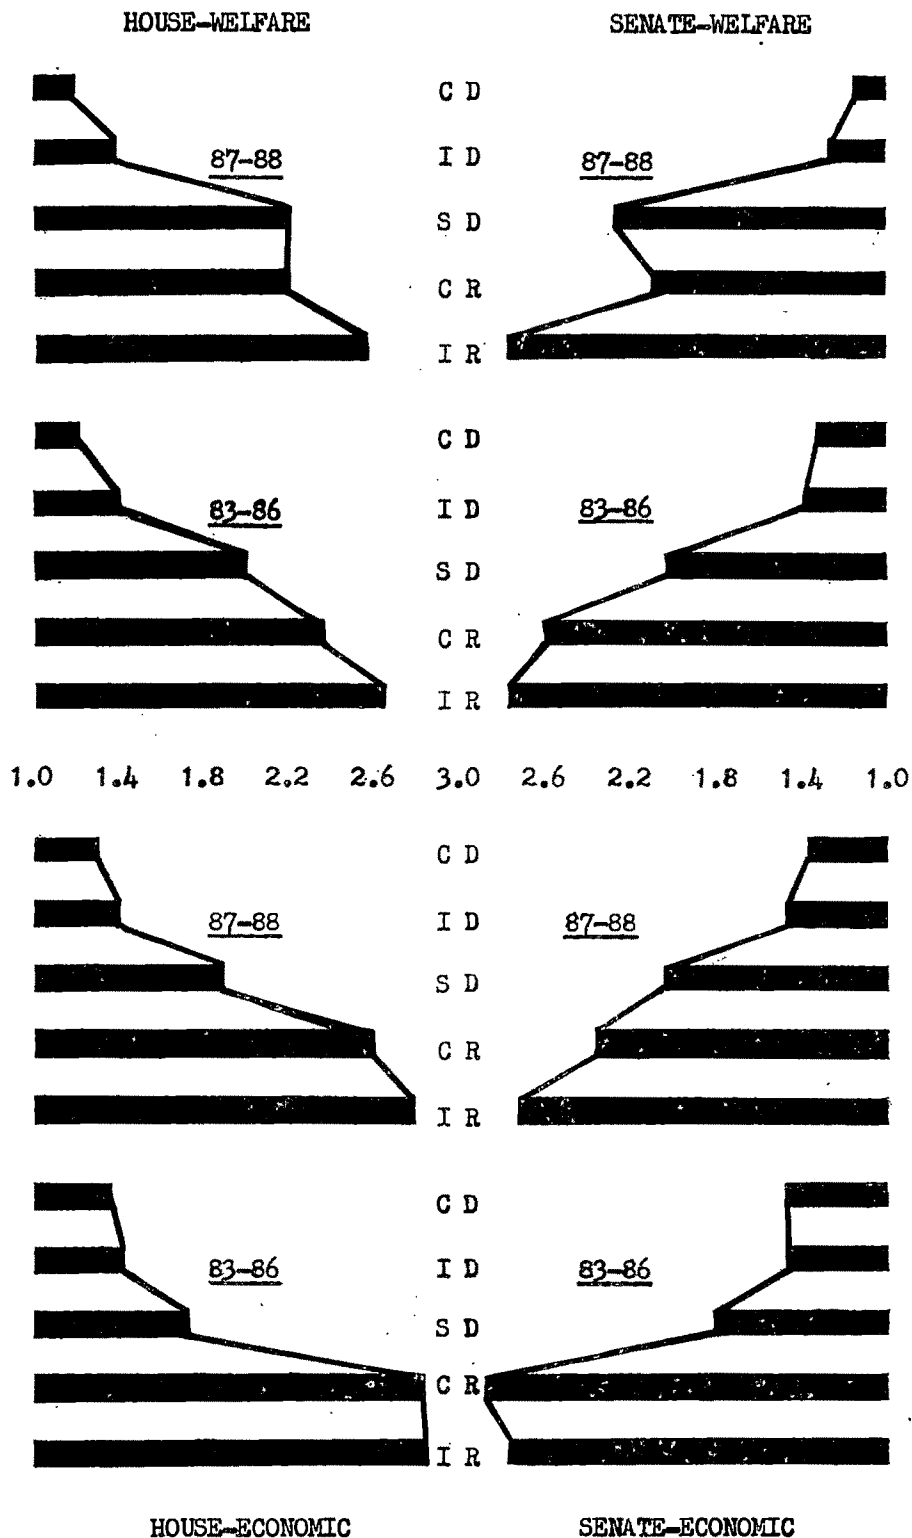 HOUSE-WELFARE SENATE-WELFARE
C D
I D
87-88 87-88
S D
C R
I R
C D
I D
83-86 83-86
S D
C R
I R
1.0 1.4 1.8 2.2 2.6 3.0 2.6 2.2 1.8 1.4 1.0
C D
I D
87-88 87-88
S D
C R
I R
C D
I D
83-86 83-86
S D
C R
I R
HOUSE-ECONOMIC SENATE-ECONOMIC